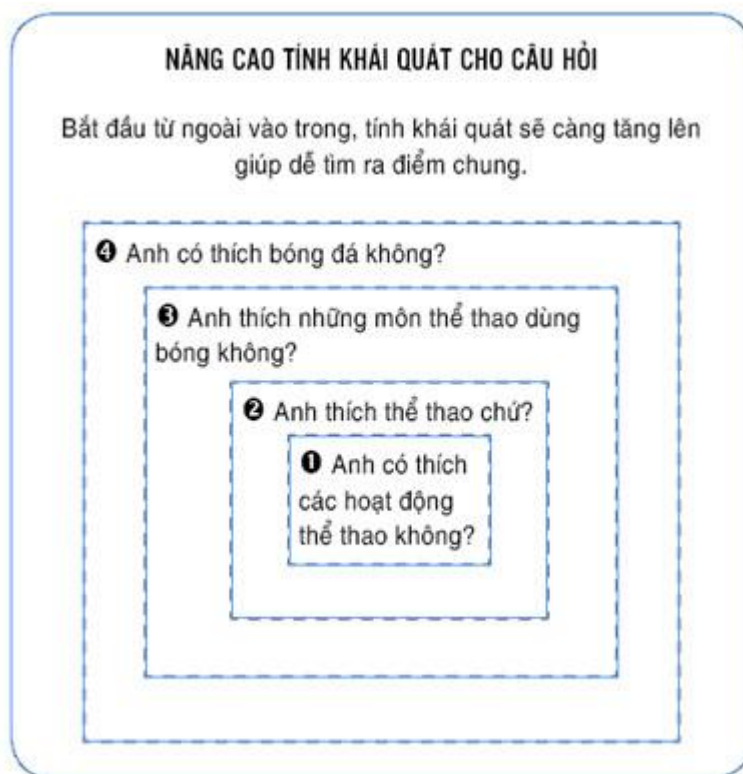 NÂNG CAO TÍNH KHÁI QUÁT CHO CÂU HỎI
Bắt đầu từ ngoài vào trong, tính khái quát sẽ càng tăng lên
giúp dễ tìm ra điểm chung.
❹ Anh có thích bóng đá không?
❸ Anh thích những môn thể thao dùng
bóng không?
❷ Anh thích thể thao chứ?
❶ Anh có thích
các hoạt động
thể thao không?